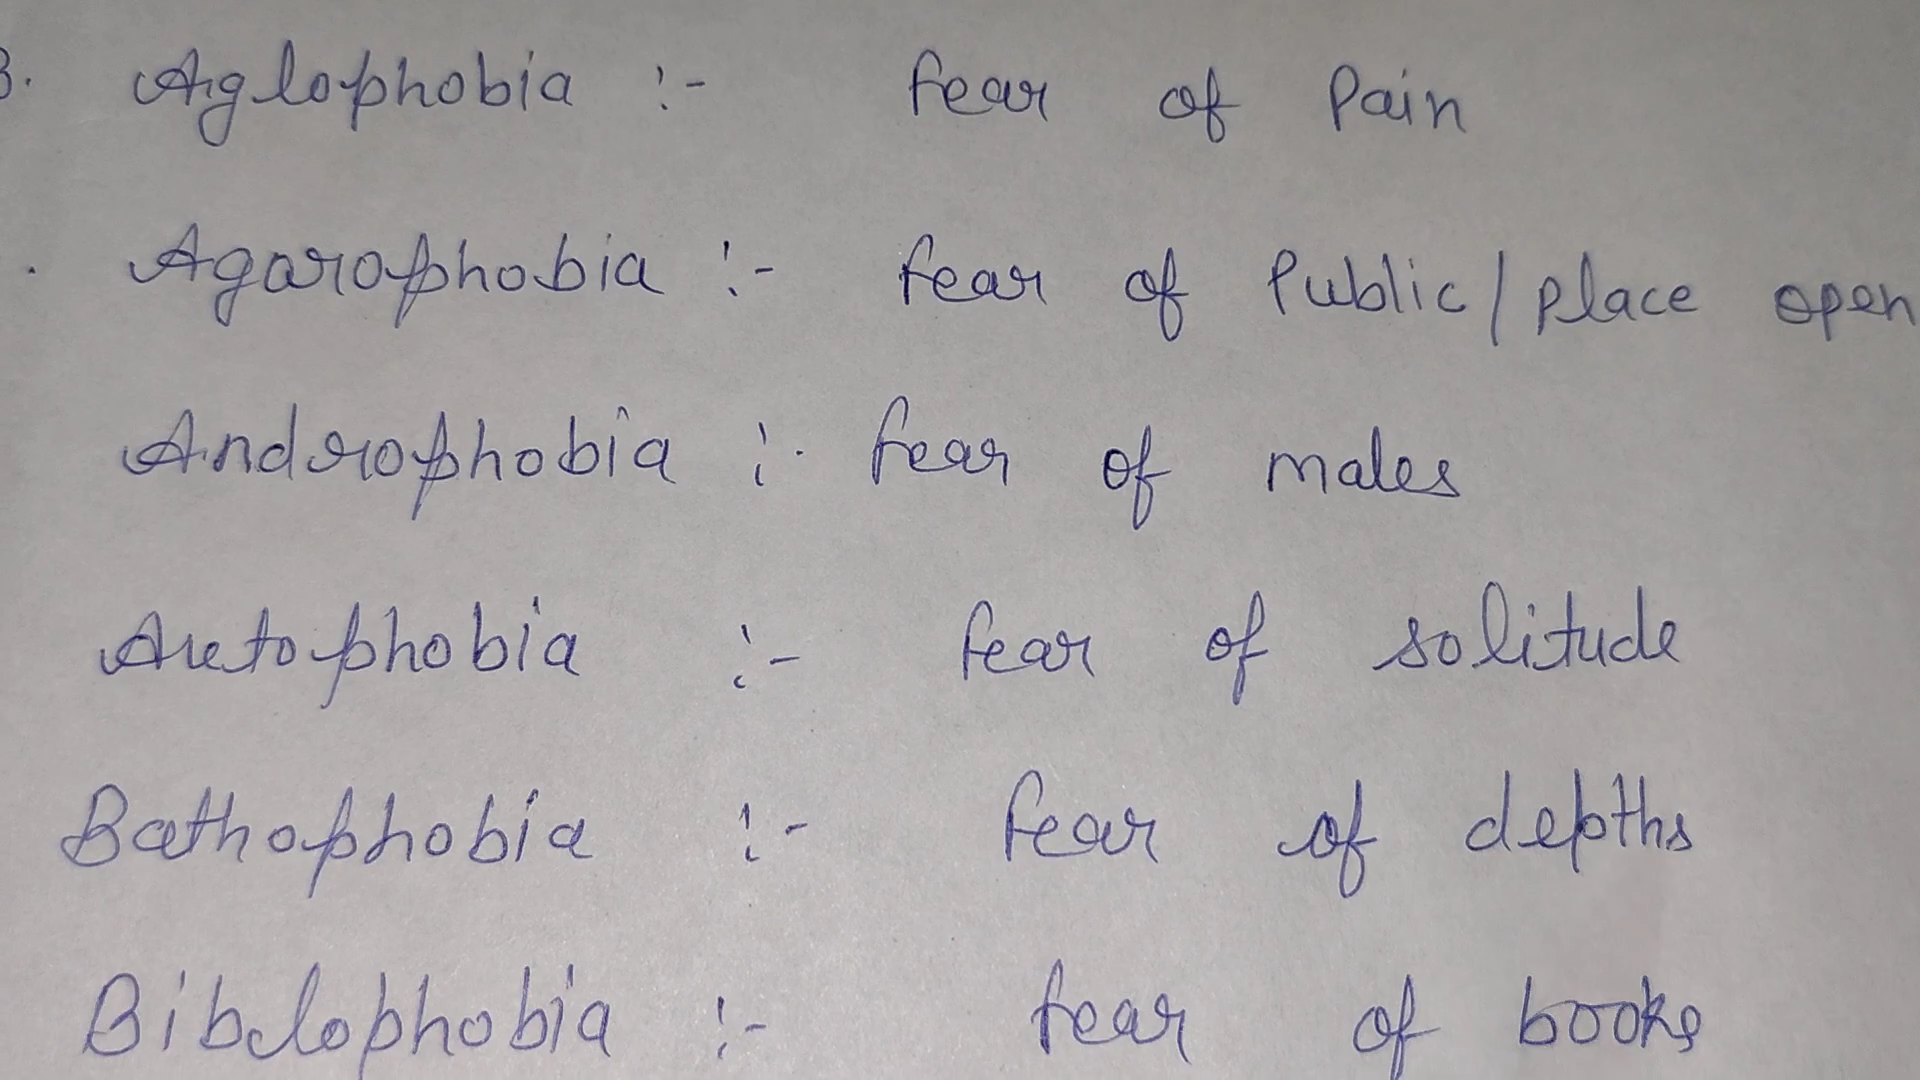 3. Aglophobia :- fear of Pain
. Agarophobia :- fear of Public / place open
Androphobia :- fear of males
Autophobia :- fear of solitude
Bathophobia :- fear of depths
Biblophobia :- fear of books